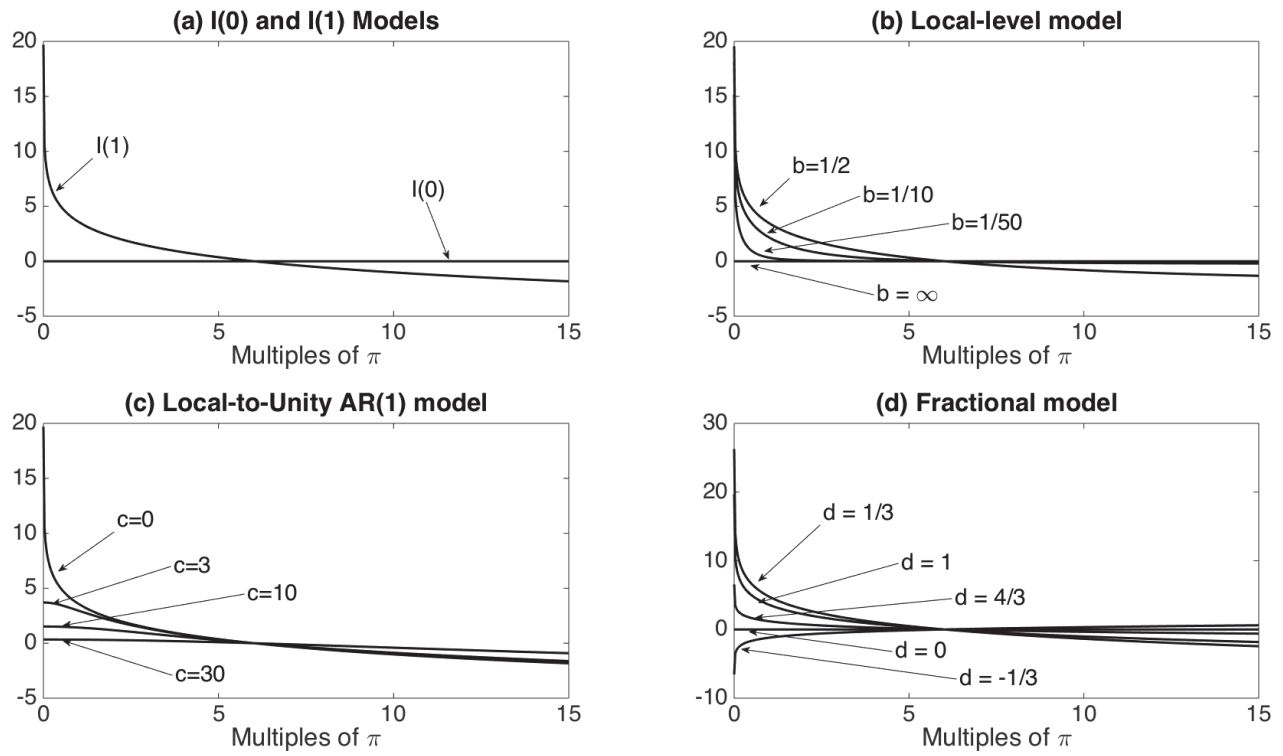 (a) I(0) and I(1) Models
20
15
10
5
0
-5
I(1)
I(0)
0
5
10
15
Multiples of π
(b) Local-level model
20
15
10
5
0
-5
b=1/2
b=1/10
b=1/50
b = ∞
0
5
10
15
Multiples of π
(c) Local-to-Unity AR(1) model
20
15
10
5
0
-5
c=0
c=3
c=10
c=30
0
5
10
15
Multiples of π
(d) Fractional model
30
20
10
0
-10
d = 1/3
d = 1
d = 4/3
d = 0
d = -1/3
0
5
10
15
Multiples of π